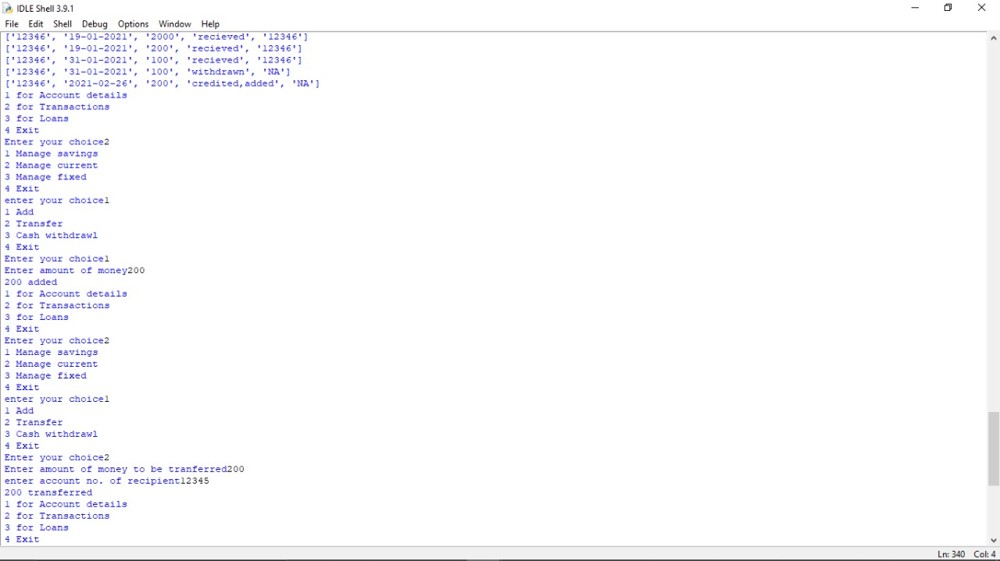 IDLE Shell 3.9.1
File Edit Shell Debug Options Window Help
['12346', '19-01-2021', '2000', 'recieved', '12346']
['12346', '19-01-2021', '200', 'recieved', '12346']
['12346', '31-01-2021', '100', 'recieved', '12346']
['12346', '31-01-2021', '100', 'withdrawn', 'NA']
['12346', '2021-02-26', '200', 'credited,added', 'NA']
1 for Account details
2 for Transactions
3 for Loans
4 Exit
Enter your choice2
1 Manage savings
2 Manage current
3 Manage fixed
4 Exit
enter your choice1
1 Add
2 Transfer
3 Cash withdrawl
4 Exit
Enter your choice1
Enter amount of money200
200 added
1 for Account details
2 for Transactions
3 for Loans
4 Exit
Enter your choice2
1 Manage savings
2 Manage current
3 Manage fixed
4 Exit
enter your choice1
1 Add
2 Transfer
3 Cash withdrawl
4 Exit
Enter your choice2
Enter amount of money to be tranferred200
enter account no. of recipient12345
200 transferred
1 for Account details
2 for Transactions
3 for Loans
4 Exit
Ln: 340 Col: 4